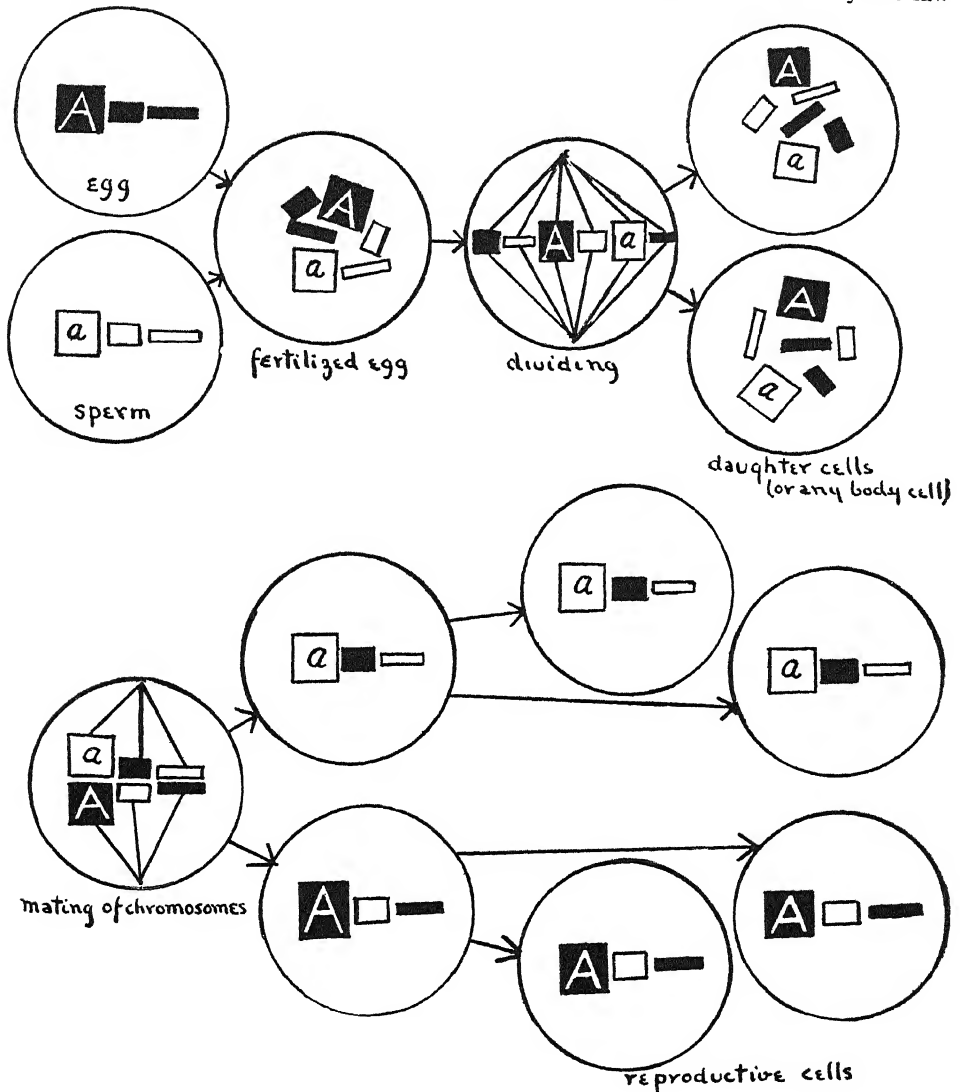 A
egg
a
sperm
A
a
fertilized egg
A a
dividing
A
a
A
a
daughter cells
(or any body cell)
a
a
a
a
A
mating of chromosomes
A
A
A
reproductive cells